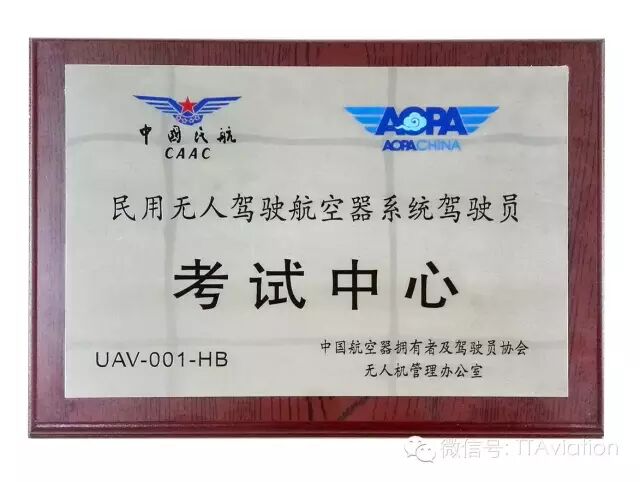 中国民航
CAAC
AOPA
AOPA CHINA
民用无人驾驶航空器系统驾驶员
考试中心
UAV-001-HB
中国航空器拥有者及驾驶员协会
无人机管理办公室
微信号: ITAviation